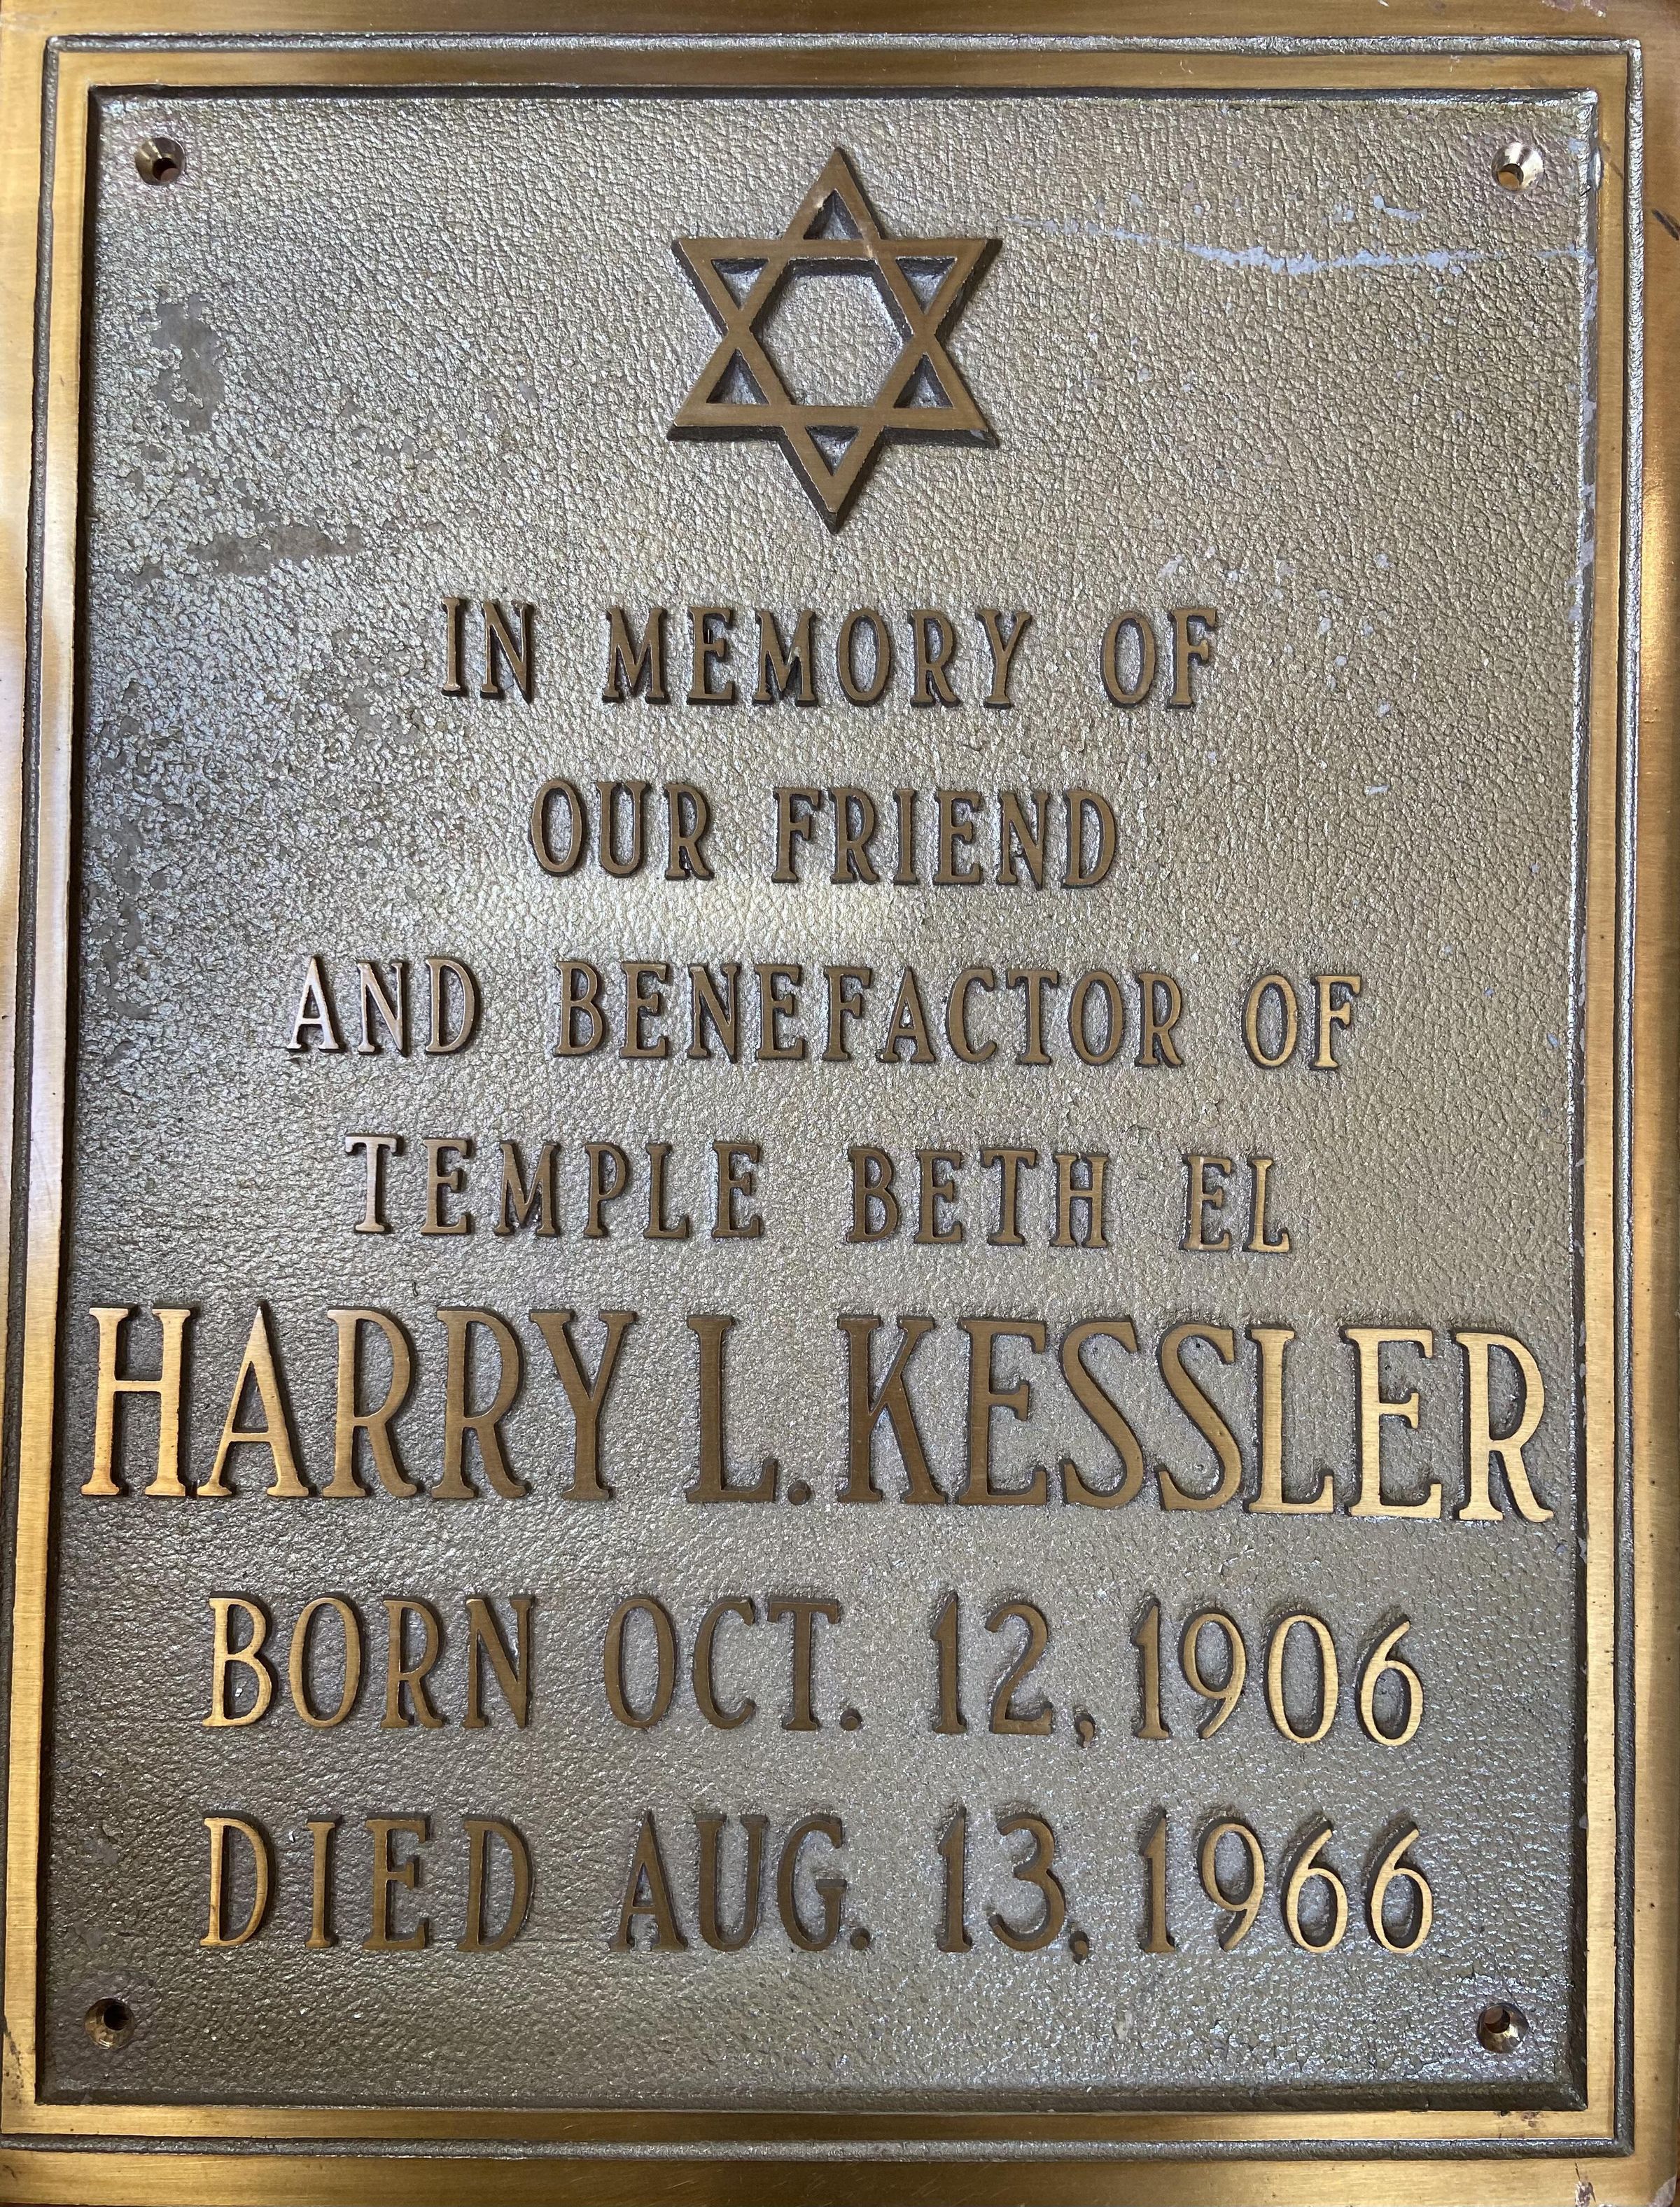 IN MEMORY OF
OUR FRIEND
AND BENEFACTOR OF
TEMPLE BETH EL
HARRY L. KESSLER
BORN OCT. 12, 1906
DIED AUG. 13, 1966